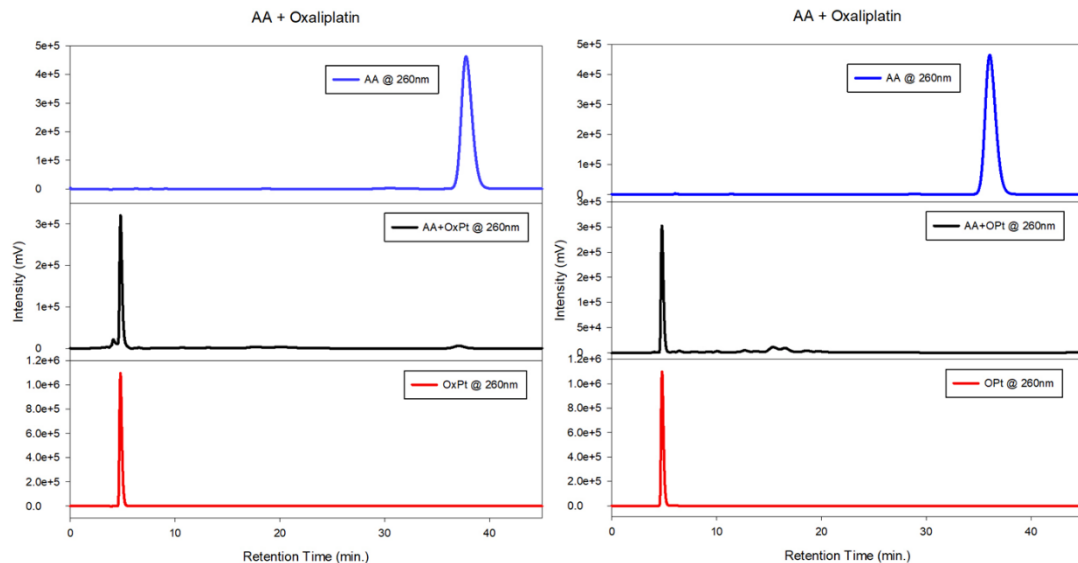 AA + Oxaliplatin
5e+5
4e+5
3e+5
2e+5
1e+5
0
AA @ 260nm
3e+5
2e+5
1e+5
0
AA+OxPt @ 260nm
1.2e+6
1.0e+6
8.0e+5
6.0e+5
4.0e+5
2.0e+5
0.0
OxPt @ 260nm
Intensity (mV)
0 10 20 30 40
Retention Time (min.)
AA + Oxaliplatin
5e+5
4e+5
3e+5
2e+5
1e+5
0
AA @ 260nm
3e+5
3e+5
2e+5
2e+5
1e+5
5e+4
0
AA+OPt @ 260nm
1.2e+6
1.0e+6
8.0e+5
6.0e+5
4.0e+5
2.0e+5
0.0
OPt @ 260nm
Intensity (mV)
0 10 20 30 40
Retention Time (min.)